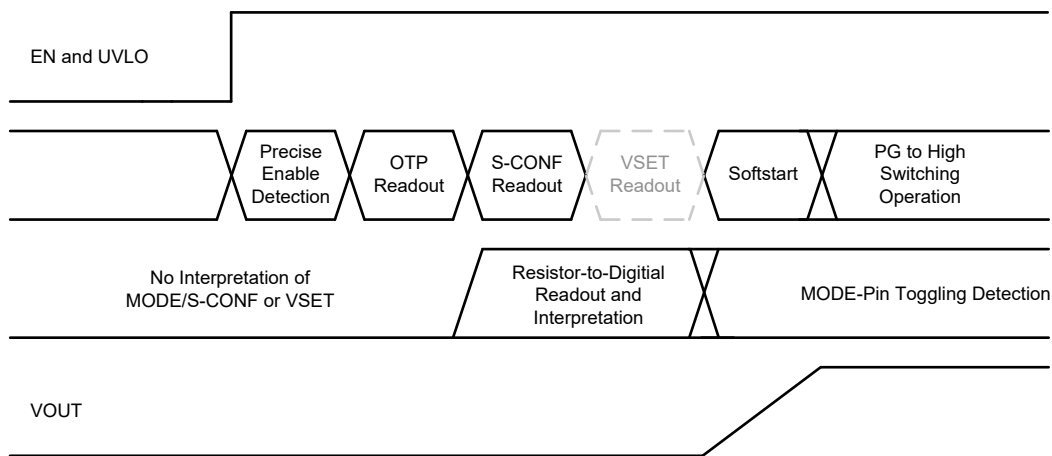 EN and UVLO
Precise
Enable
Detection
OTP
Readout
S-CONF
Readout
VSET
Readout
Softstart
PG to High
Switching
Operation
No Interpretation of
MODE/S-CONF or VSET
Resistor-to-Digitial
Readout and
Interpretation
MODE-Pin Toggling Detection
VOUT